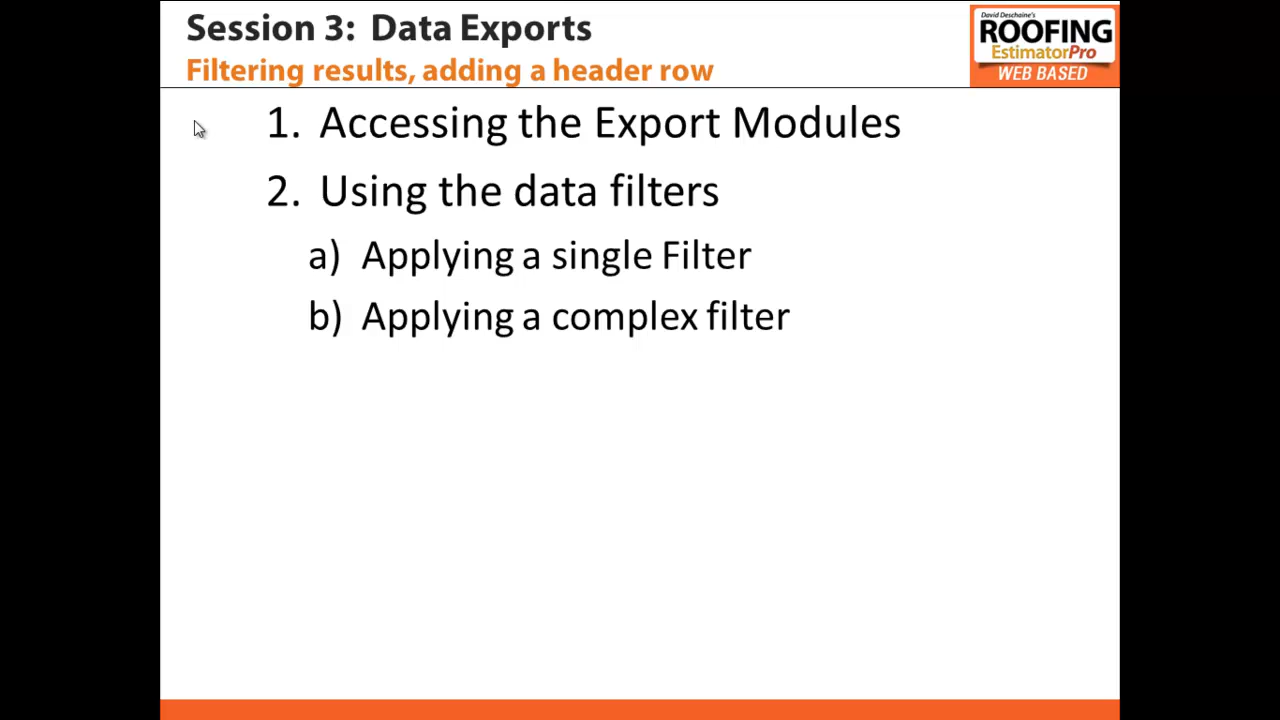 Session 3: Data Exports
Filtering results, adding a header row
David Deschaine's
ROOFING
EstimatorPro
WEB BASED
1. Accessing the Export Modules
2. Using the data filters
a) Applying a single Filter
b) Applying a complex filter